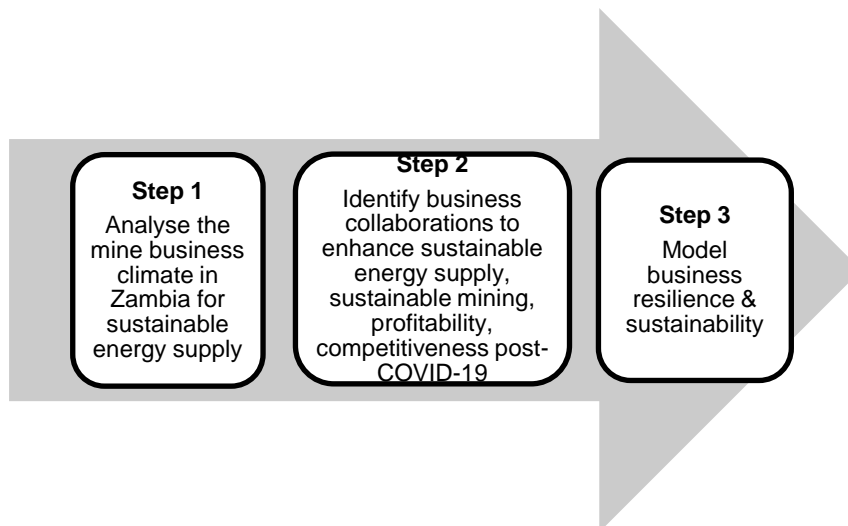 Step 1
Analyse the
mine business
climate in
Zambia for
sustainable
energy supply
Step 2
Identify business
collaborations to
enhance sustainable
energy supply,
sustainable mining,
profitability,
competitiveness post-
COVID-19
Step 3
Model
business
resilience &
sustainability